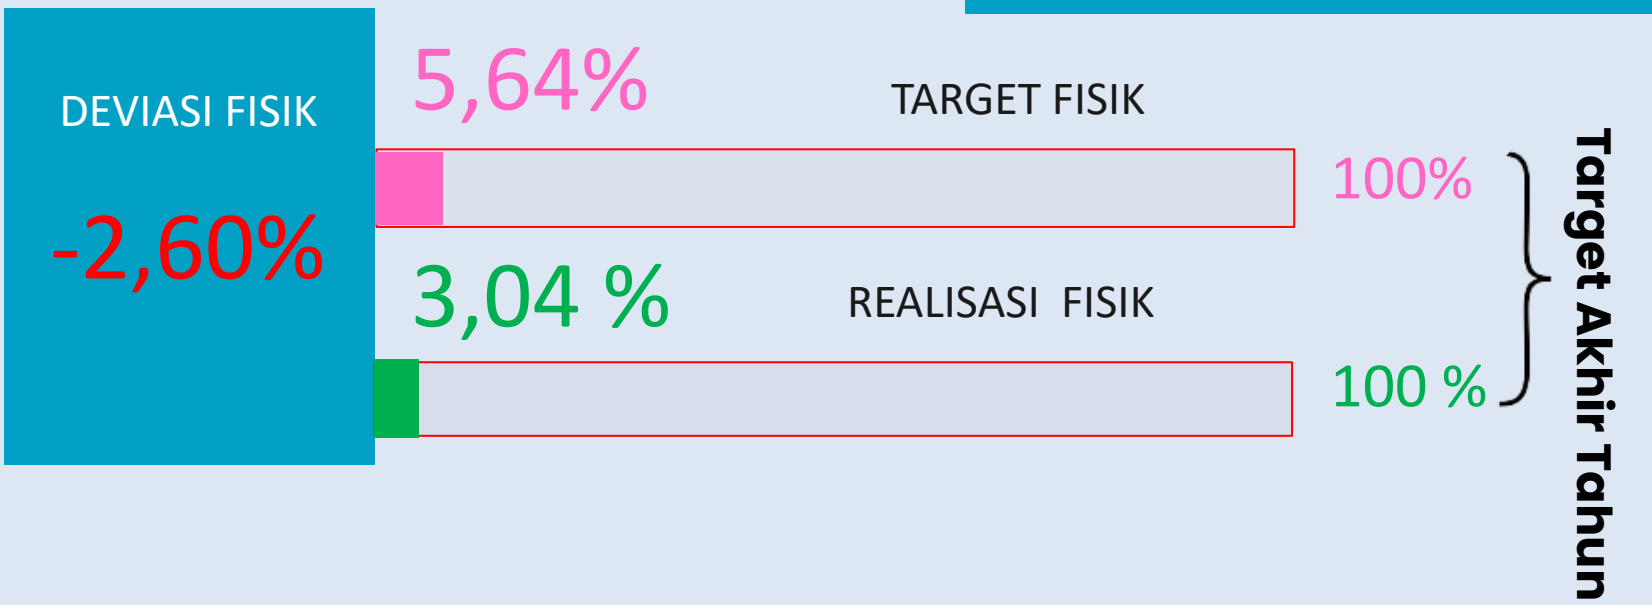 DEVIASI FISIK
-2,60%
5,64%
TARGET FISIK
100%
3,04 %
REALISASI FISIK
100 %
Target Akhir Tahun